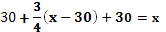 30 + 3/4 (x − 30) + 30 = x